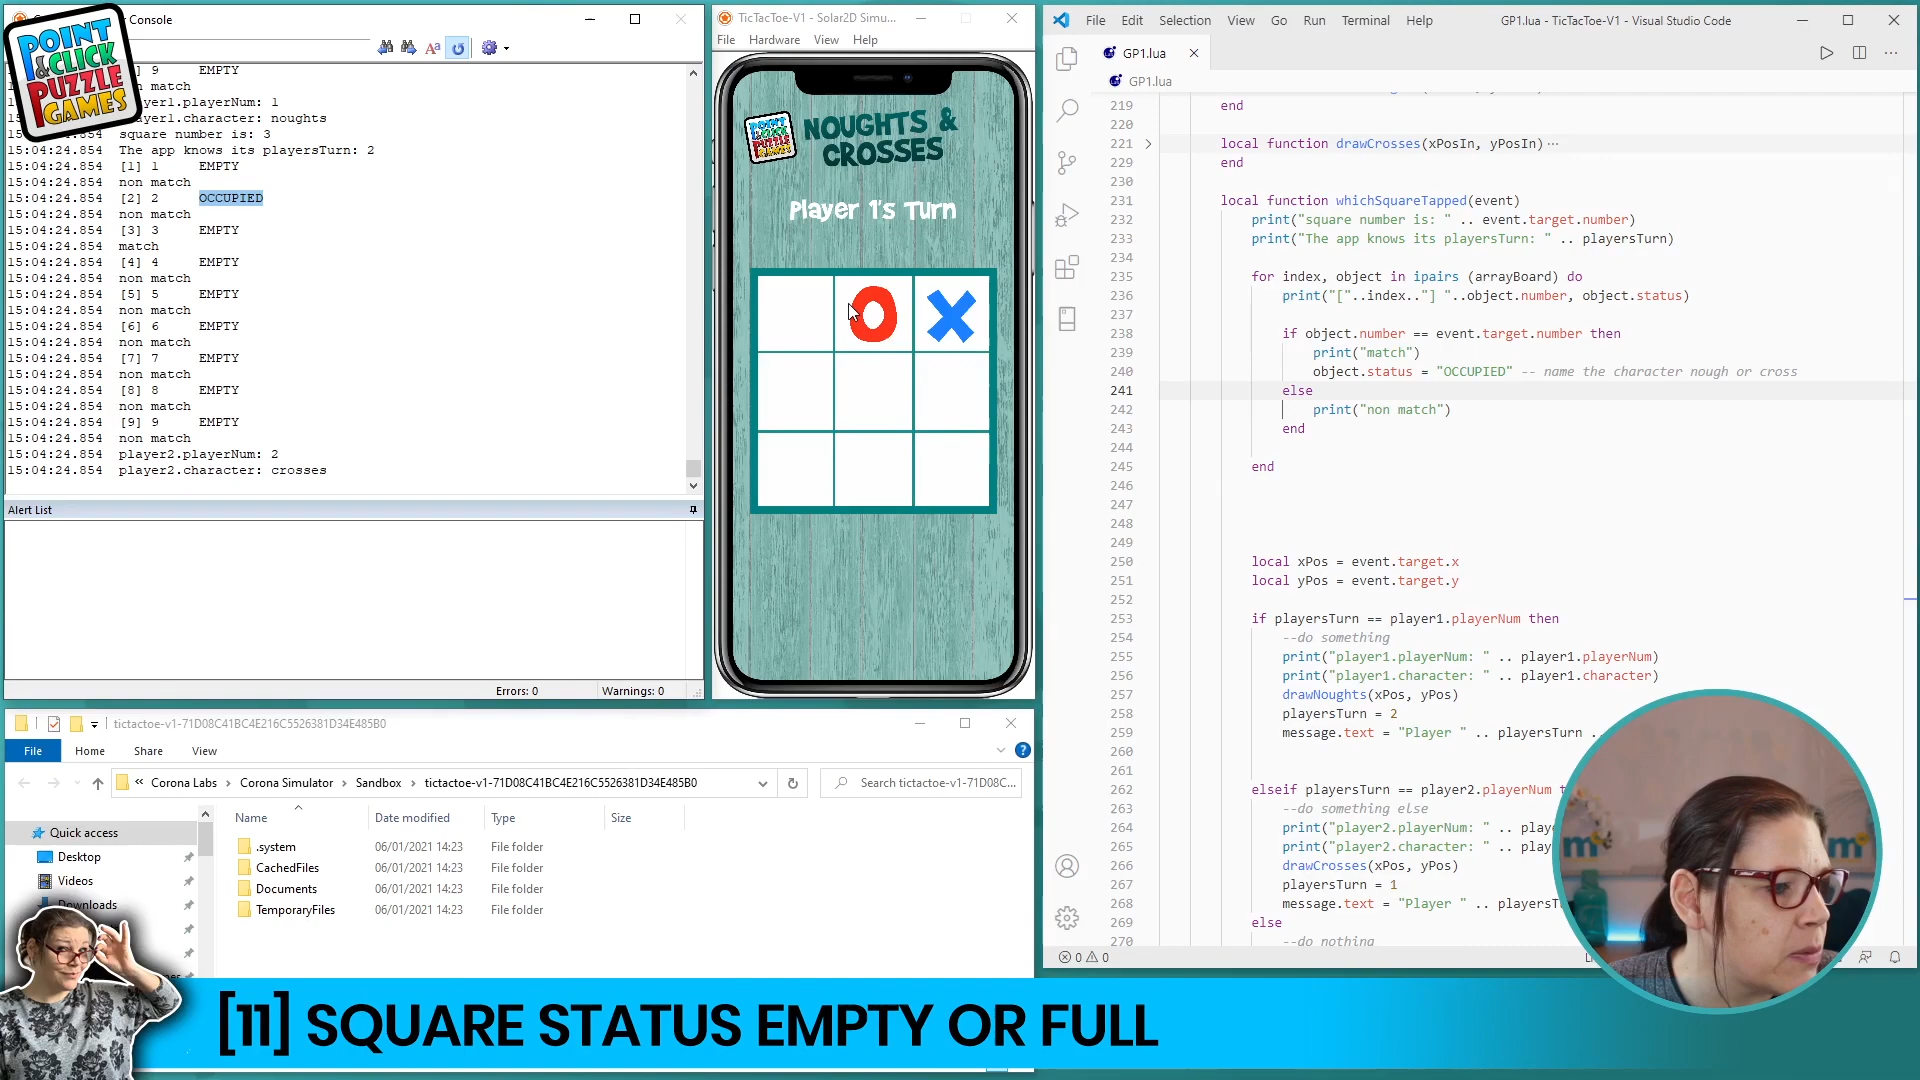 POINT
&CLICK
PUZZLE
GAMES
Console
9 EMPTY
match
player1.playerNum: 1
player1.character: noughts
15:04:24.854 square number is: 3
15:04:24.854 The app knows its playersTurn: 2
15:04:24.854 [1] 1 EMPTY
15:04:24.854 non match
15:04:24.854 [2] 2 OCCUPIED
15:04:24.854 non match
15:04:24.854 [3] 3 EMPTY
15:04:24.854 match
15:04:24.854 [4] 4 EMPTY
15:04:24.854 non match
15:04:24.854 [5] 5 EMPTY
15:04:24.854 non match
15:04:24.854 [6] 6 EMPTY
15:04:24.854 non match
15:04:24.854 [7] 7 EMPTY
15:04:24.854 non match
15:04:24.854 [8] 8 EMPTY
15:04:24.854 non match
15:04:24.854 [9] 9 EMPTY
15:04:24.854 non match
15:04:24.854 player2.playerNum: 2
15:04:24.854 player2.character: crosses
Alert List
Errors: 0 Warnings: 0
TicTacToe-V1 - Solar2D Simu...
File Hardware View Help
POINT
&CLICK
PUZZLE
GAMES
NOUGHTS &
CROSSES
Player 1's Turn
O X
File Edit Selection View Go Run Terminal Help GP1.lua - TicTacToe-V1 - Visual Studio Code
GP1.lua
GP1.lua
219 end
220
221 local function drawCrosses(xPosIn, yPosIn)···
229 end
230
231 local function whichSquareTapped(event)
232 print("square number is: " .. event.target.number)
233 print("The app knows its playersTurn: " .. playersTurn)
234
235 for index, object in ipairs (arrayBoard) do
236 print("["..index.."] "..object.number, object.status)
237
238 if object.number == event.target.number then
239 print("match")
240 object.status = "OCCUPIED" -- name the character nough or cross
241 else
242 print("non match")
243 end
244
245 end
246
247
248
249
250 local xPos = event.target.x
251 local yPos = event.target.y
252
253 if playersTurn == player1.playerNum then
254 --do something
255 print("player1.playerNum: " .. player1.playerNum)
256 print("player1.character: " .. player1.character)
257 drawNoughts(xPos, yPos)
258 playersTurn = 2
259 message.text = "Player " .. playersTurn ..
260
261
262 elseif playersTurn == player2.playerNum t
263 --do something else
264 print("player2.playerNum: " .. play
265 print("player2.character: " .. play
266 drawCrosses(xPos, yPos)
267 playersTurn = 1
268 message.text = "Player " .. playersT
269 else
270 --do nothing
0 0
tictactoe-v1-71D08C41BC4E216C5526381D34E485B0
File Home Share View
« Corona Labs › Corona Simulator › Sandbox › tictactoe-v1-71D08C41BC4E216C5526381D34E485B0
Search tictactoe-v1-71D08C...
Name Date modified Type Size
Quick access
Desktop
Videos
Downloads
.system 06/01/2021 14:23 File folder
CachedFiles 06/01/2021 14:23 File folder
Documents 06/01/2021 14:23 File folder
TemporaryFiles 06/01/2021 14:23 File folder
[11] SQUARE STATUS EMPTY OR FULL